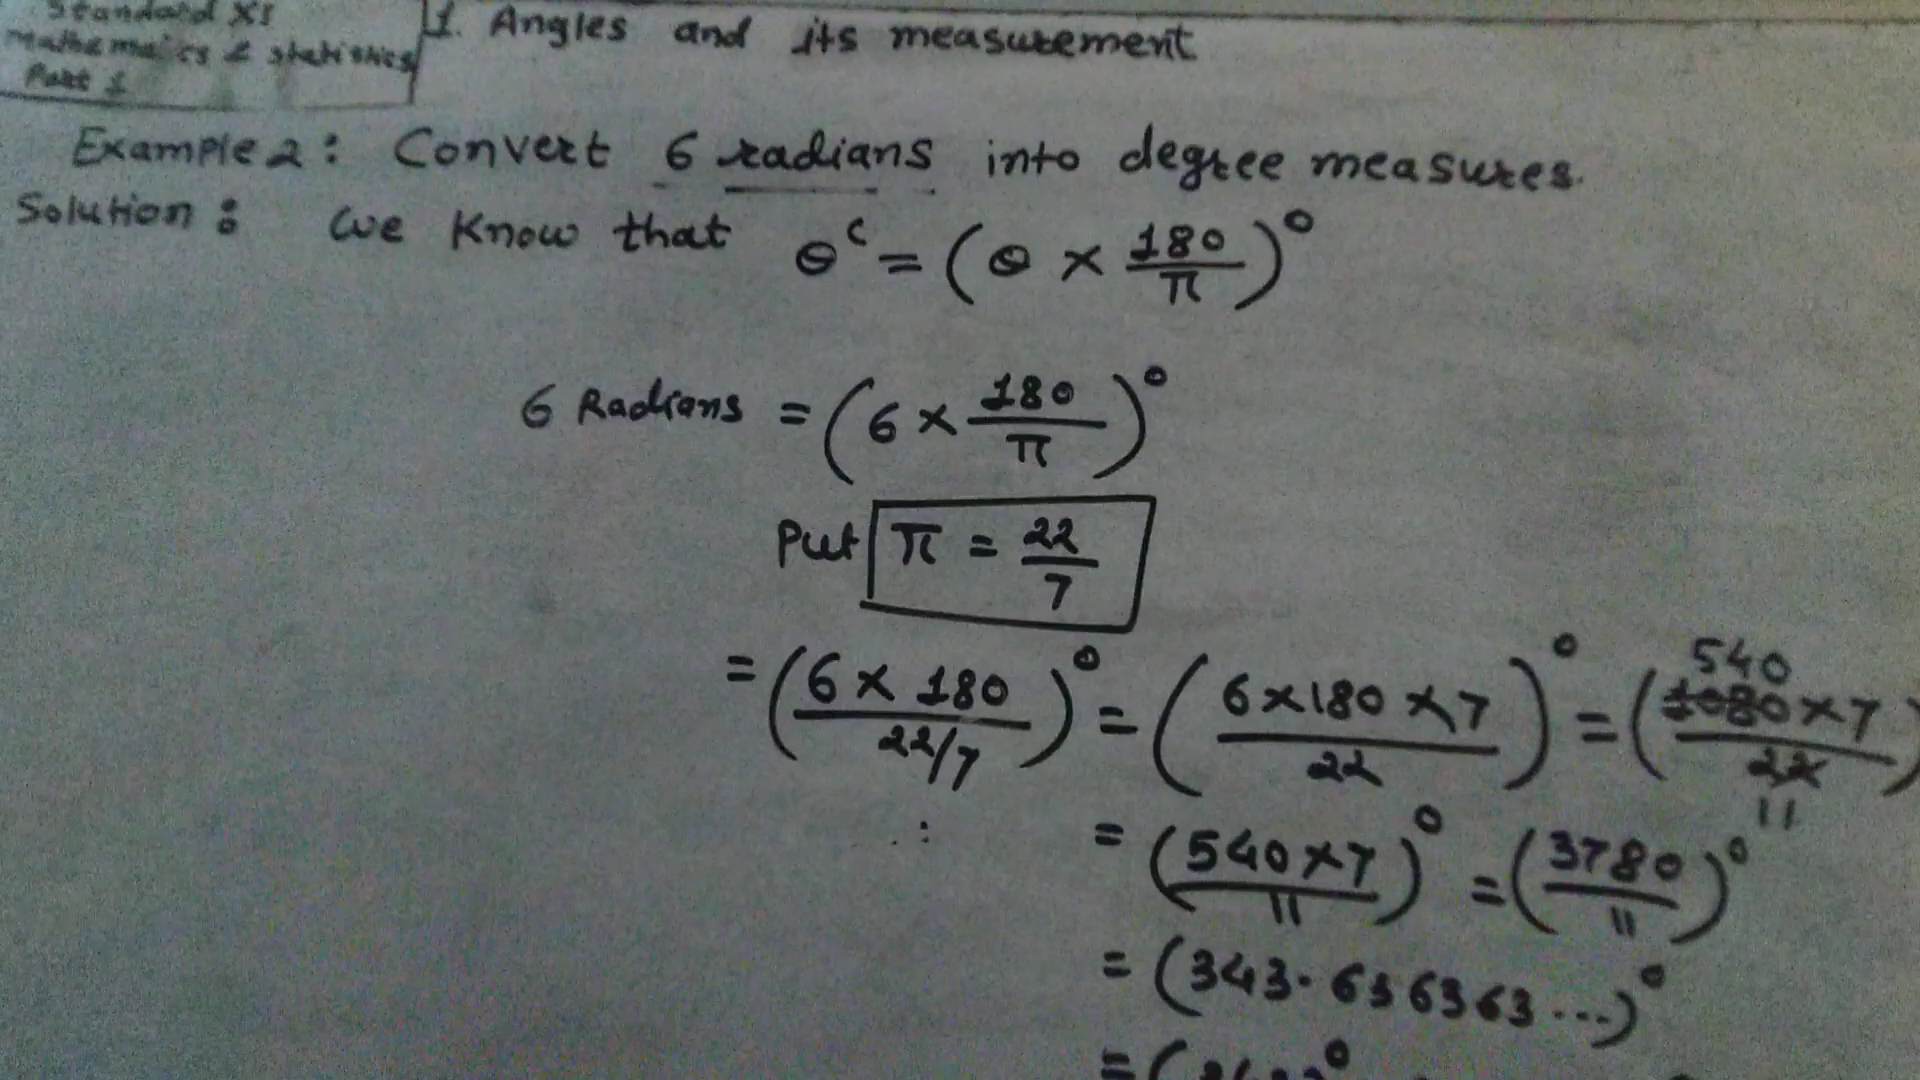 Standard XI
Mathematics & statistics
Part 1
1. Angles and its measurement
Example 2: Convert 6 radians into degree measures.
Solution: We Know that θᶜ = (θ × 180/π)°
6 Radians = (6 × 180/π)°
Put π = 22/7
= (6 × 180 / 22/7)° = (6 × 180 × 7 / 22)° = (540 1080 × 7 / 22 11)
= (540 × 7 / 11)° = (3780 / 11)°
= (343.636363...)°